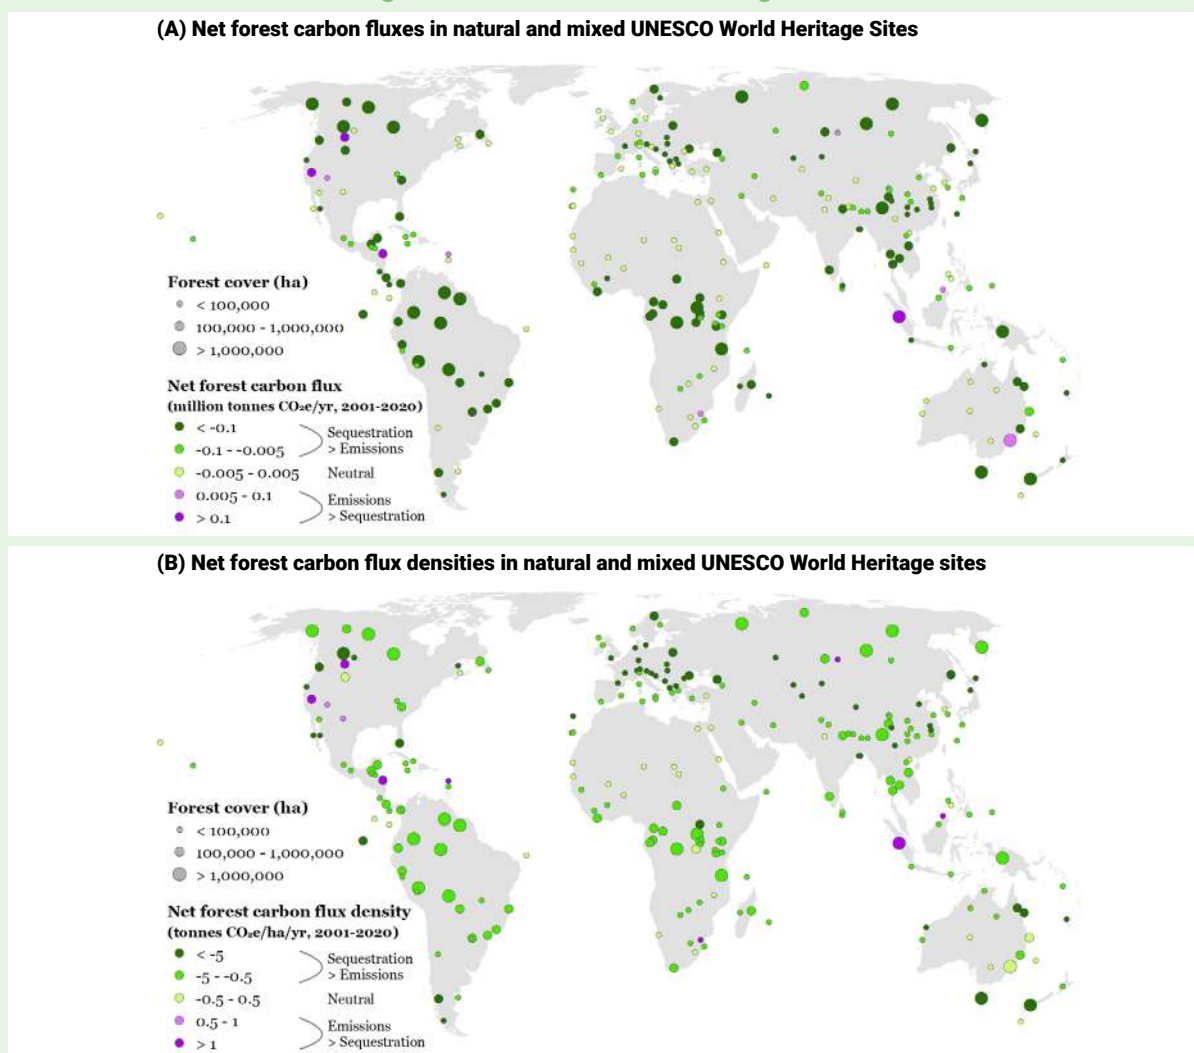 (A) Net forest carbon fluxes in natural and mixed UNESCO World Heritage Sites
Forest cover (ha)
< 100,000
100,000 - 1,000,000
> 1,000,000
Net forest carbon flux
(million tonnes CO₂e/yr, 2001-2020)
< -0.1
-0.1 - -0.005
Sequestration
> Emissions
-0.005 - 0.005
Neutral
0.005 - 0.1
> 0.1
Emissions
> Sequestration
(B) Net forest carbon flux densities in natural and mixed UNESCO World Heritage sites
Forest cover (ha)
< 100,000
100,000 - 1,000,000
> 1,000,000
Net forest carbon flux density
(tonnes CO₂e/ha/yr, 2001-2020)
< -5
-5 - -0.5
Sequestration
> Emissions
-0.5 - 0.5
Neutral
0.5 - 1
> 1
Emissions
> Sequestration